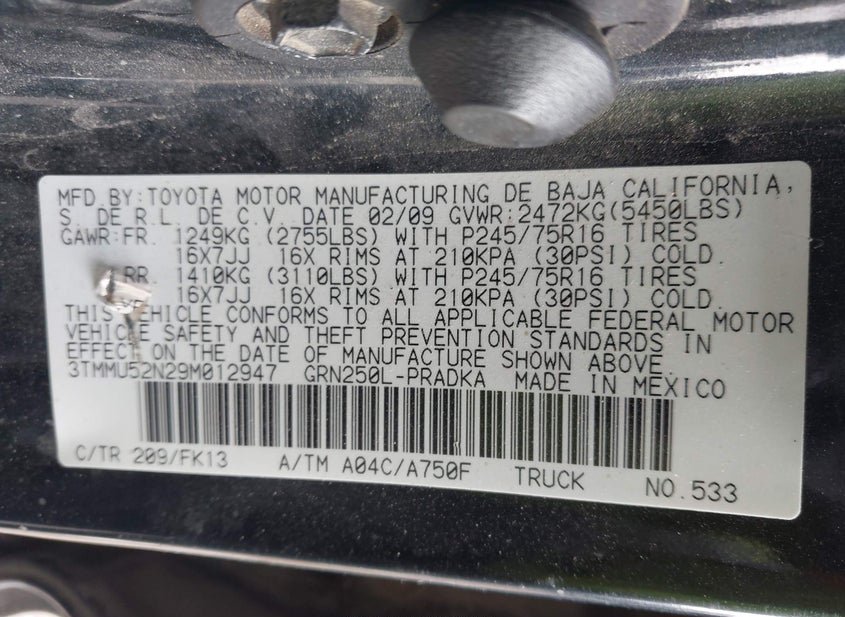 MFD. BY: TOYOTA MOTOR MANUFACTURING DE BAJA CALIFORNIA,
S. DE R. L. DE C. V. DATE 02/09 GVWR: 2472KG(5450LBS)
GAWR: FR. 1249KG (2755LBS) WITH P245/75R16 TIRES
16X7JJ 16X RIMS AT 210KPA (30PSI) COLD.
RR. 1410KG (3110LBS) WITH P245/75R16 TIRES
16X7JJ 16X RIMS AT 210KPA (30PSI) COLD.
THIS VEHICLE CONFORMS TO ALL APPLICABLE FEDERAL MOTOR
VEHICLE SAFETY AND THEFT PREVENTION STANDARDS IN
EFFECT ON THE DATE OF MANUFACTURE SHOWN ABOVE.
3TMMU52N29M012947 GRN250L-PRADKA MADE IN MEXICO
C/TR 209/FK13 A/TM A04C/A750F TRUCK NO.533